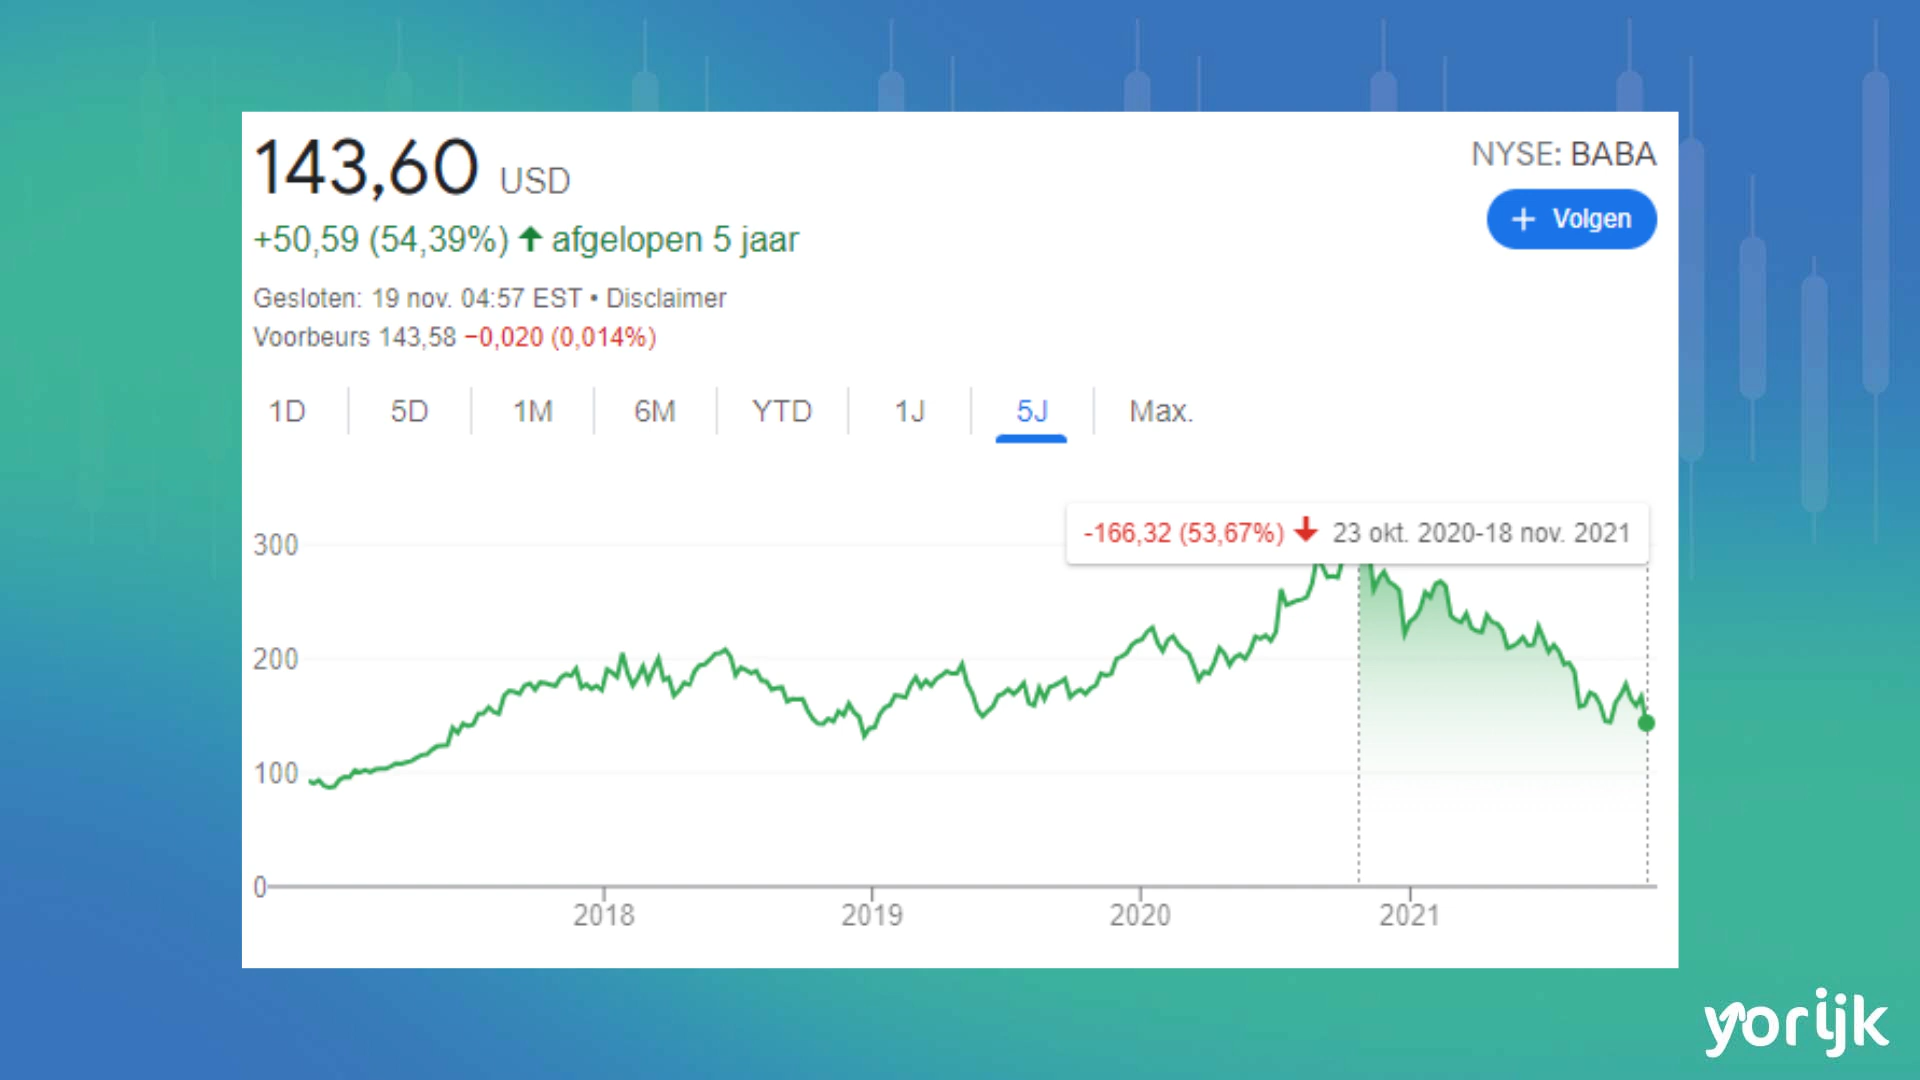 143,60 USD
NYSE: BABA
+ Volgen
+50,59 (54,39%) ↑ afgelopen 5 jaar
Gesloten: 19 nov. 04:57 EST • Disclaimer
Voorbeurs 143,58 −0,020 (0,014%)
1D 5D 1M 6M YTD 1J 5J Max.
-166,32 (53,67%) ↓ 23 okt. 2020-18 nov. 2021
300
200
100
0
2018 2019 2020 2021
yorijk